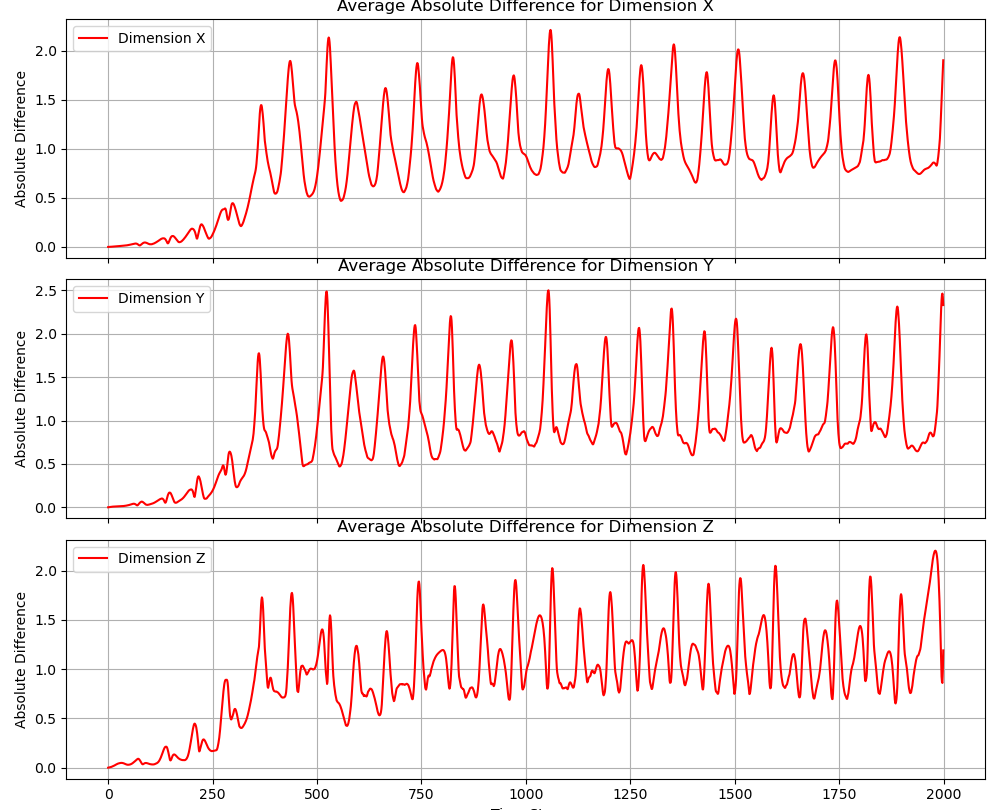 Average Absolute Difference for Dimension X
Dimension X
Absolute Difference
2.0
1.5
1.0
0.5
0.0
Average Absolute Difference for Dimension Y
Dimension Y
Absolute Difference
2.5
2.0
1.5
1.0
0.5
0.0
Average Absolute Difference for Dimension Z
Dimension Z
Absolute Difference
2.0
1.5
1.0
0.5
0.0
0 250 500 750 1000 1250 1500 1750 2000